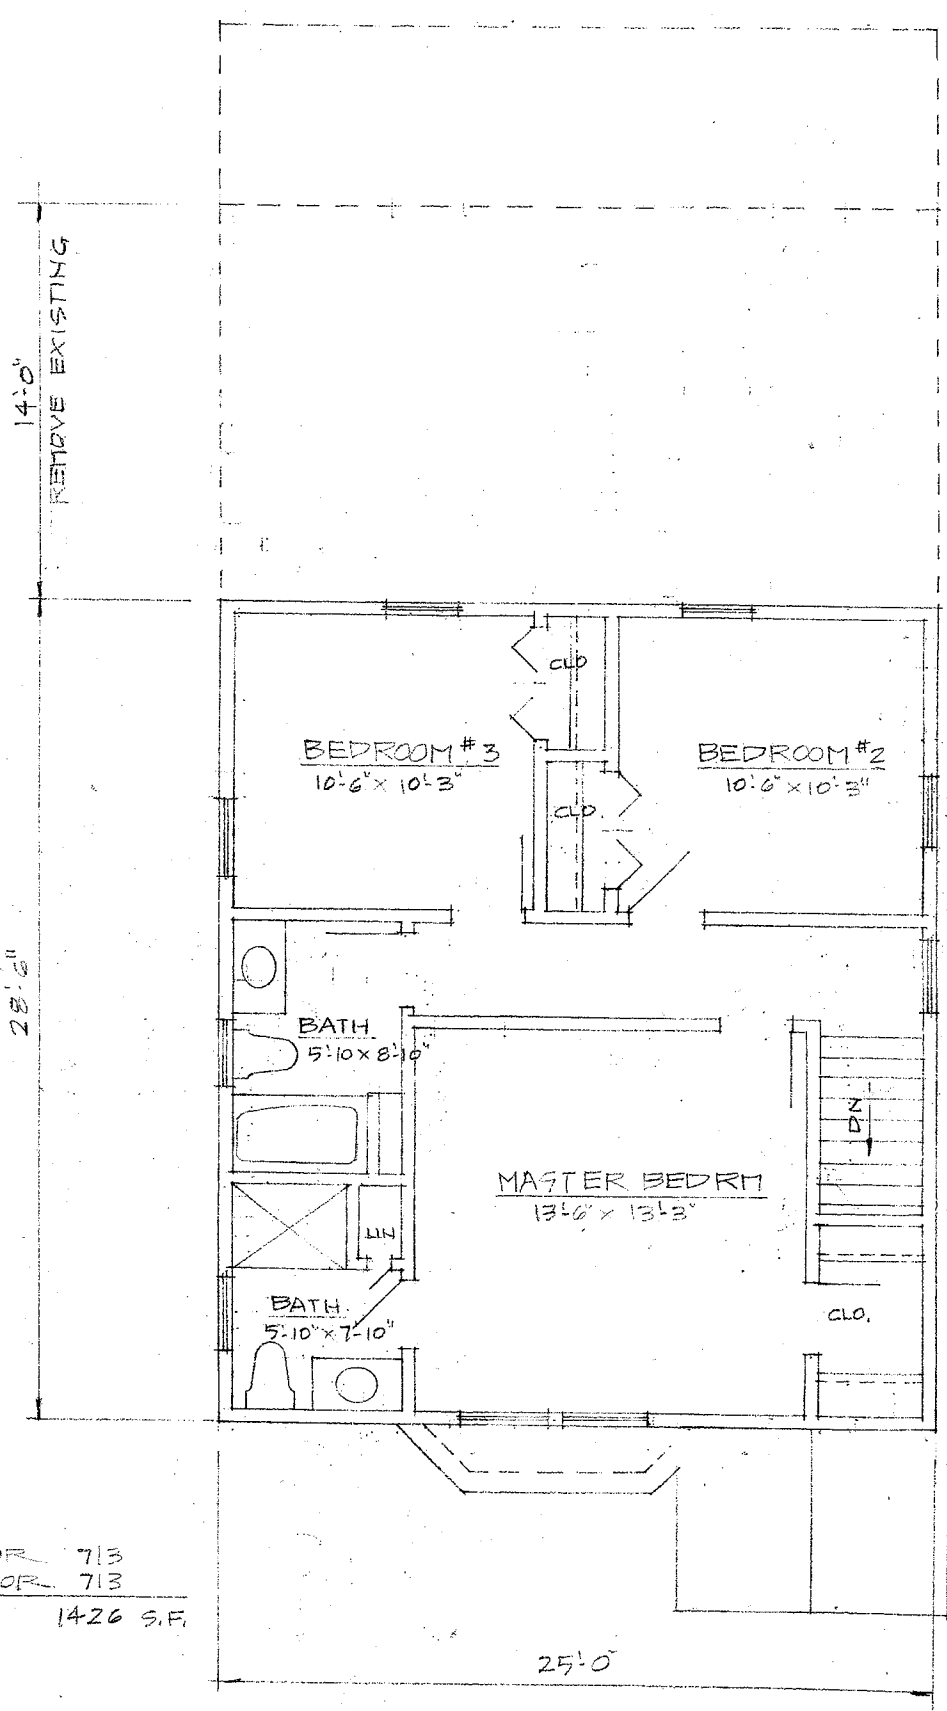 14'-0"
REMOVE EXISTING
CLO
BEDROOM #3
10'-6" x 10'-3"
BEDROOM #2
10'-6" x 10'-3"
CLO.
28'-6"
BATH
5'-10 x 8'-10"
DN
MASTER BEDRM
13'-6" x 13'-3"
LIN
BATH.
5'-10" x 7'-10"
CLO.
713
713
1426 S.F.
25'-0"